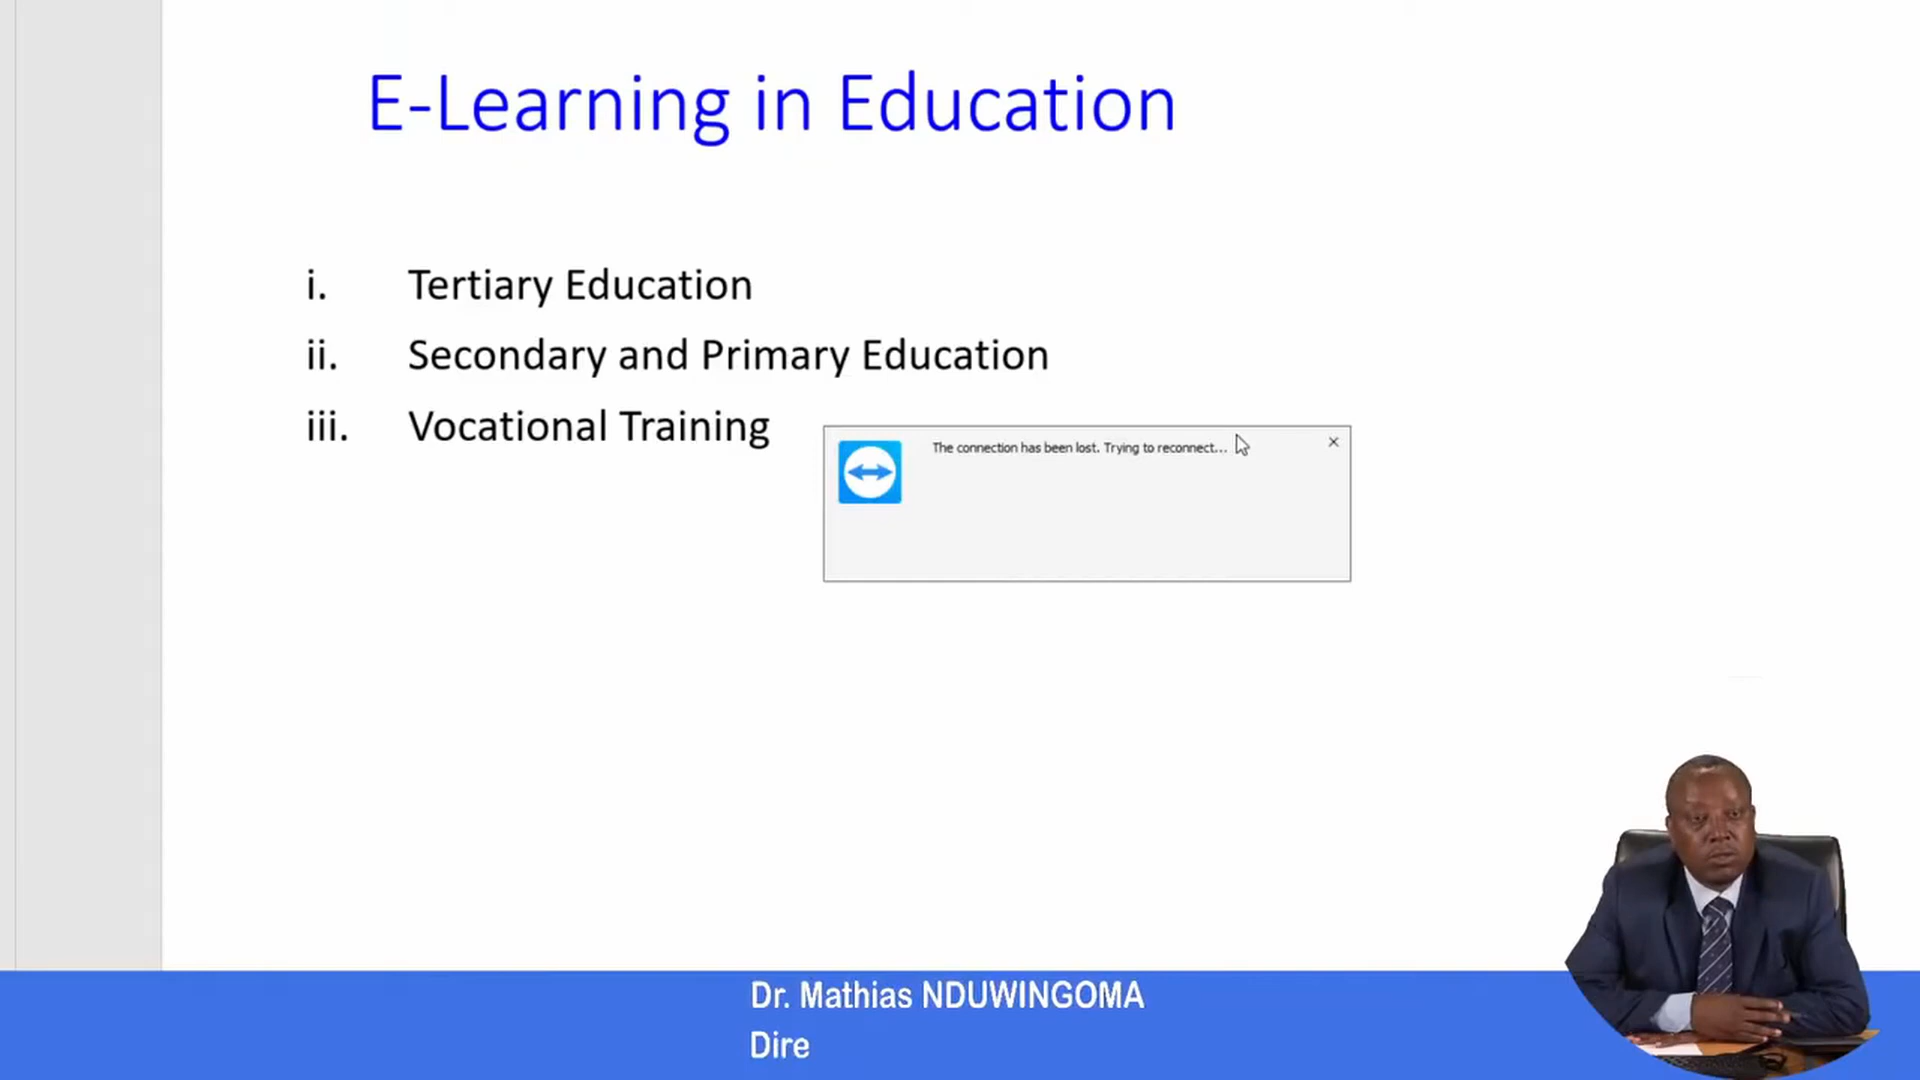 E-Learning in Education
i. Tertiary Education
ii. Secondary and Primary Education
iii. Vocational Training
The connection has been lost. Trying to reconnect...
Dr. Mathias NDUWINGOMA
Dire